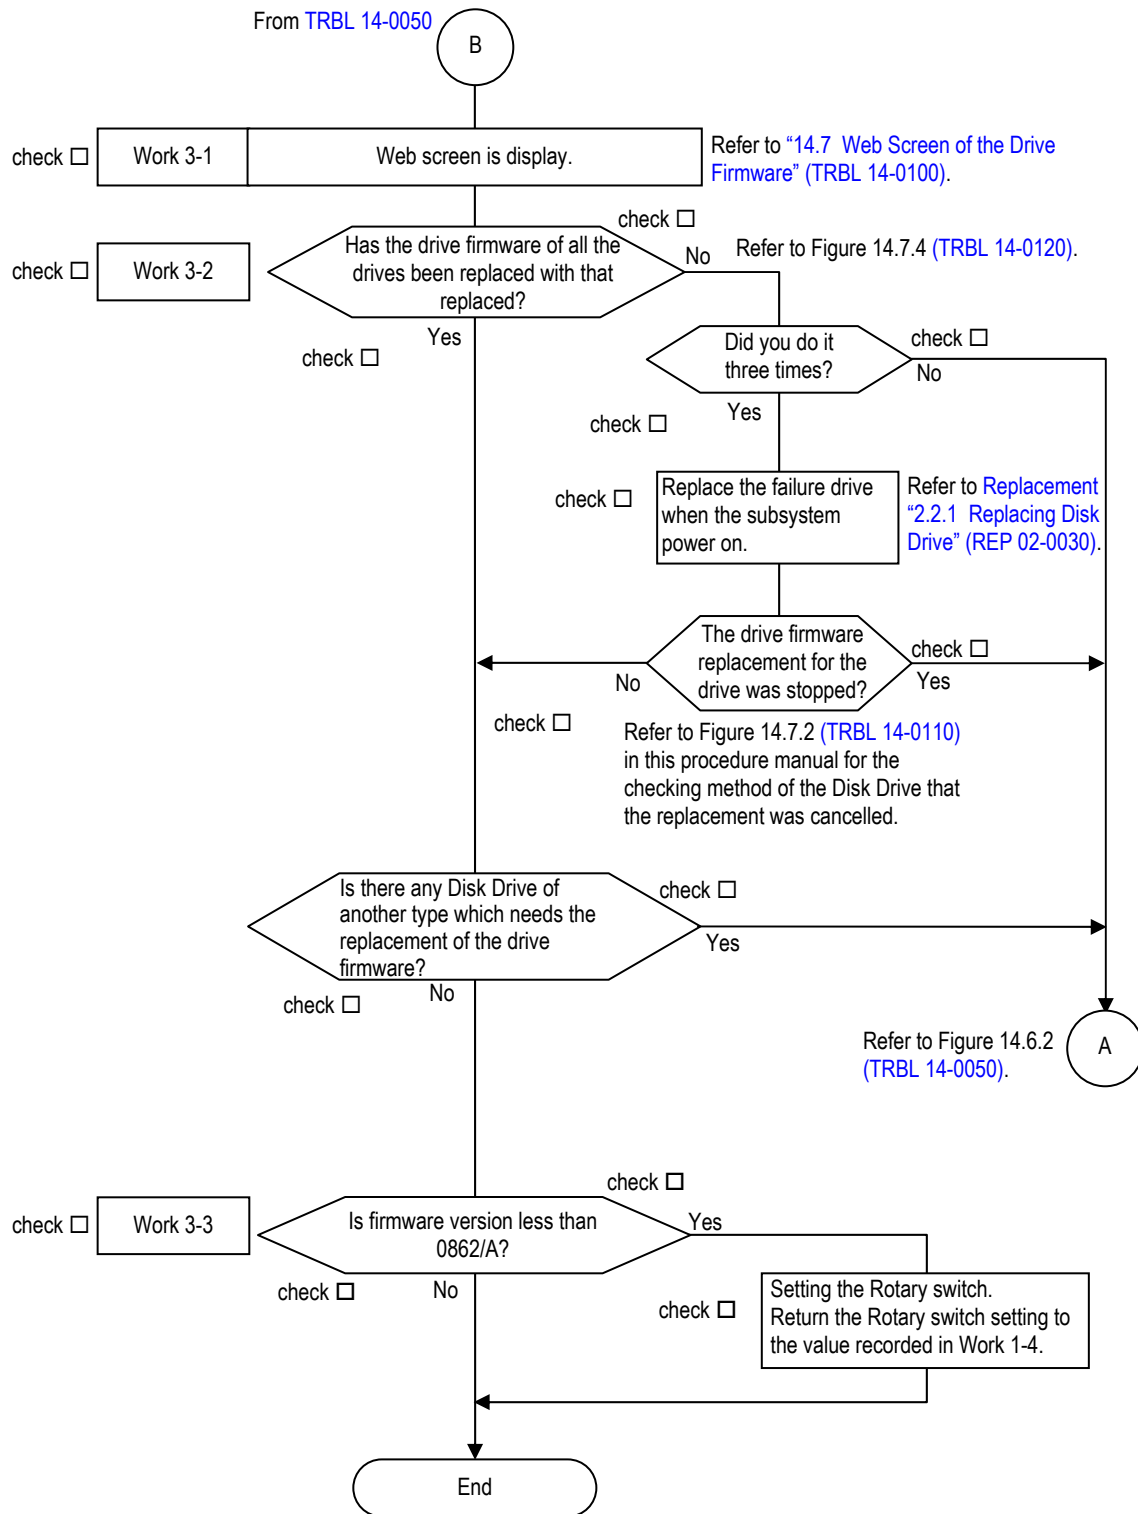 From TRBL 14-0050
B
check □
Work 3-1
Web screen is display.
Refer to “14.7 Web Screen of the Drive
Firmware” (TRBL 14-0100).
check □
Work 3-2
Has the drive firmware of all the
drives been replaced with that
replaced?
check □
No
Refer to Figure 14.7.4 (TRBL 14-0120).
Yes
check □
Did you do it
three times?
check □
No
Yes
check □
check □
Replace the failure drive
when the subsystem
power on.
Refer to Replacement
“2.2.1 Replacing Disk
Drive” (REP 02-0030).
The drive firmware
replacement for the
drive was stopped?
check □
Yes
No
check □
Refer to Figure 14.7.2 (TRBL 14-0110)
in this procedure manual for the
checking method of the Disk Drive that
the replacement was cancelled.
Is there any Disk Drive of
another type which needs the
replacement of the drive
firmware?
check □
Yes
No
check □
Refer to Figure 14.6.2
(TRBL 14-0050).
A
check □
Work 3-3
Is firmware version less than
0862/A?
check □
Yes
No
check □
check □
Setting the Rotary switch.
Return the Rotary switch setting to
the value recorded in Work 1-4.
End